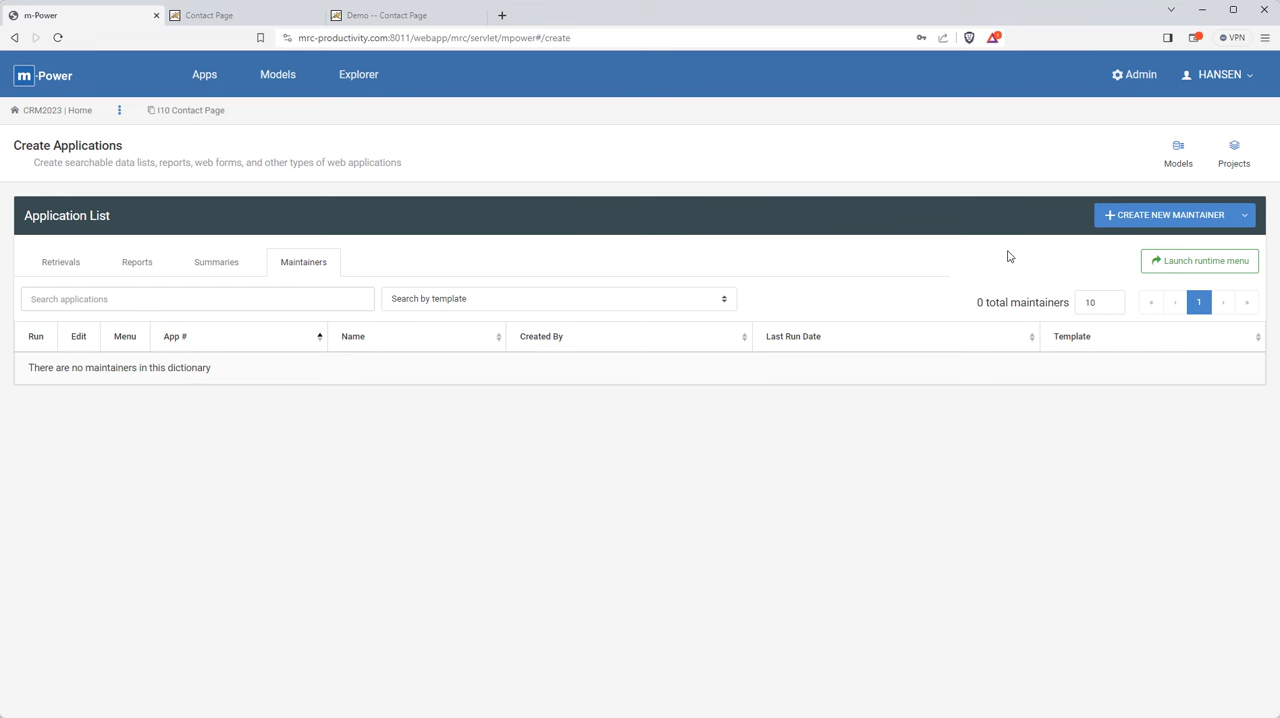 m-Power
Contact Page
Demo -- Contact Page
mrc-productivity.com:8011/webapp/mrc/servlet/mpower#/create
VPN
m-Power
Apps
Models
Explorer
Admin
HANSEN
CRM2023 | Home
I10 Contact Page
Create Applications
Create searchable data lists, reports, web forms, and other types of web applications
Models
Projects
Application List
CREATE NEW MAINTAINER
Retrievals
Reports
Summaries
Maintainers
Launch runtime menu
Search applications
Search by template
0 total maintainers
10
« ‹ 1 › »
Run
Edit
Menu
App #
Name
Created By
Last Run Date
Template
There are no maintainers in this dictionary